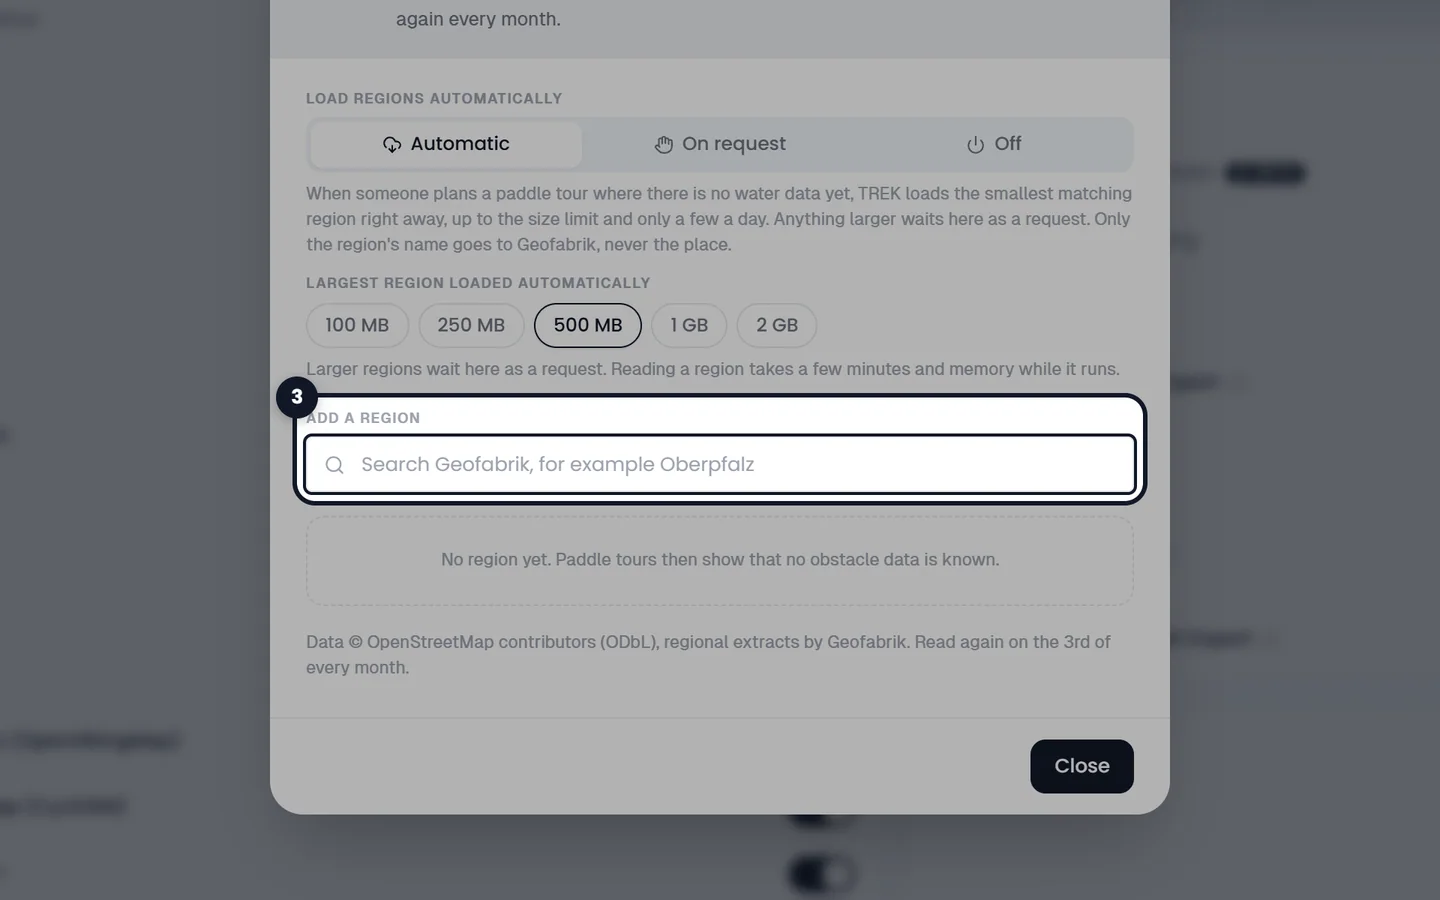 again every month.
LOAD REGIONS AUTOMATICALLY
Automatic
On request
Off
When someone plans a paddle tour where there is no water data yet, TREK loads the smallest matching
region right away, up to the size limit and only a few a day. Anything larger waits here as a request. Only
the region's name goes to Geofabrik, never the place.
LARGEST REGION LOADED AUTOMATICALLY
100 MB
250 MB
500 MB
1 GB
2 GB
Larger regions wait here as a request. Reading a region takes a few minutes and memory while it runs.
3
ADD A REGION
Search Geofabrik, for example Oberpfalz
No region yet. Paddle tours then show that no obstacle data is known.
Data © OpenStreetMap contributors (ODbL), regional extracts by Geofabrik. Read again on the 3rd of
every month.
Close